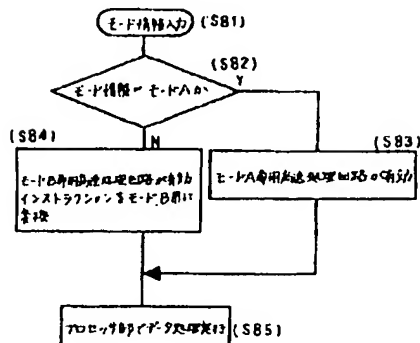 モード情報入力 (S81)
(S82)
モード情報がモードAか
Y
(S84)
N
(S83)
モードB専用高速処理回路が有効
インストラクションをモードB用に
変換
モードA専用高速処理回路が有効
プロセッサ部でデータ処理実行 (S85)